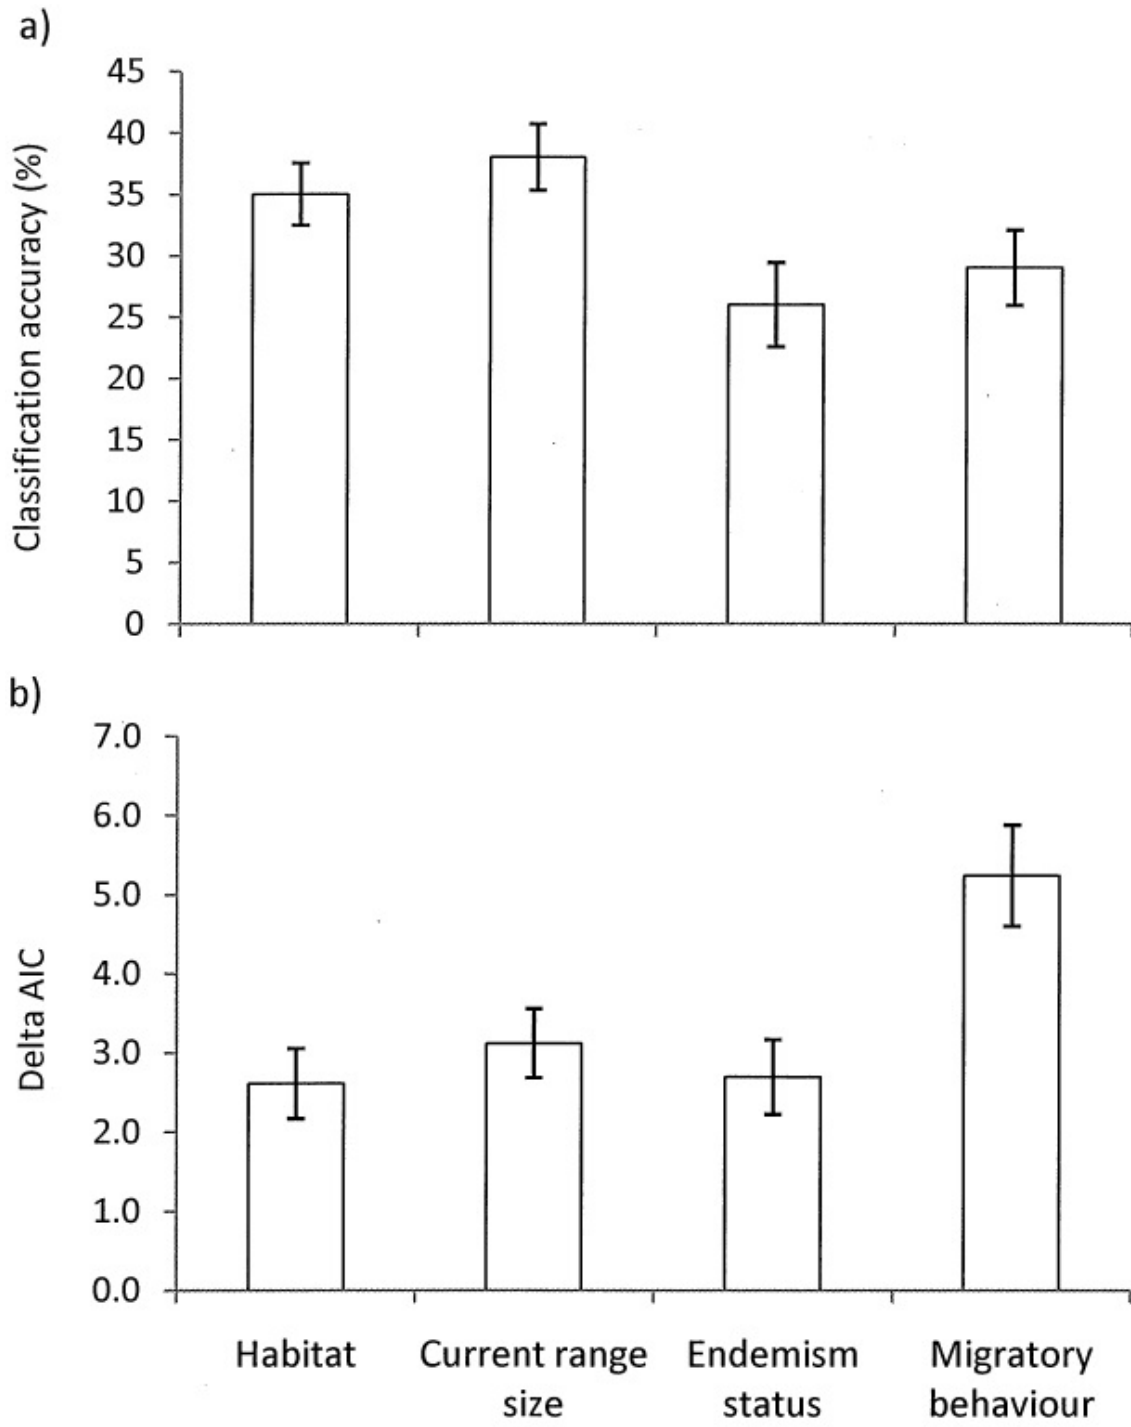 a)
Classification accuracy (%)
45
40
35
30
25
20
15
10
5
0
b)
Delta AIC
7.0
6.0
5.0
4.0
3.0
2.0
1.0
0.0
Habitat
Current range
size
Endemism
status
Migratory
behaviour